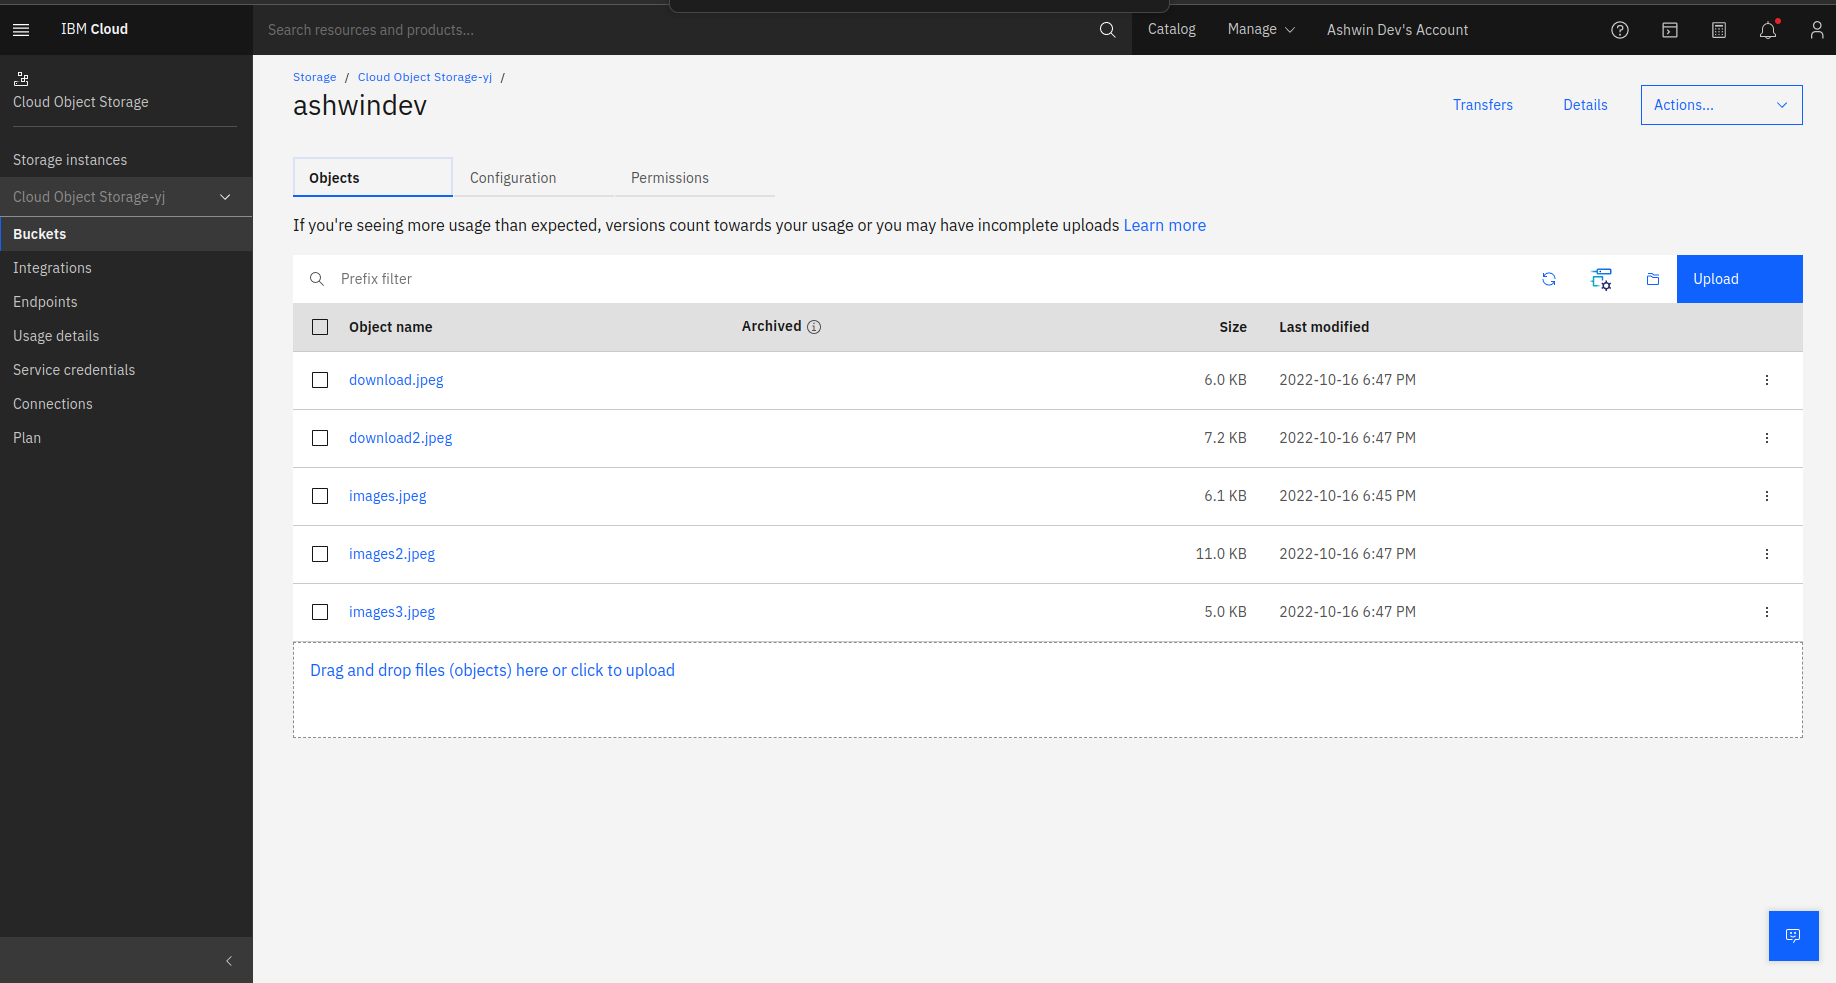 IBM Cloud
Search resources and products...
Catalog
Manage
Ashwin Dev's Account
Cloud Object Storage
Storage instances
Cloud Object Storage-yj
Buckets
Integrations
Endpoints
Usage details
Service credentials
Connections
Plan
Storage / Cloud Object Storage-yj /
ashwindev
Transfers
Details
Actions...
Objects
Configuration
Permissions
If you're seeing more usage than expected, versions count towards your usage or you may have incomplete uploads Learn more
Prefix filter
Upload
Object name Archived Size Last modified
download.jpeg 6.0 KB 2022-10-16 6:47 PM
download2.jpeg 7.2 KB 2022-10-16 6:47 PM
images.jpeg 6.1 KB 2022-10-16 6:45 PM
images2.jpeg 11.0 KB 2022-10-16 6:47 PM
images3.jpeg 5.0 KB 2022-10-16 6:47 PM
Drag and drop files (objects) here or click to upload